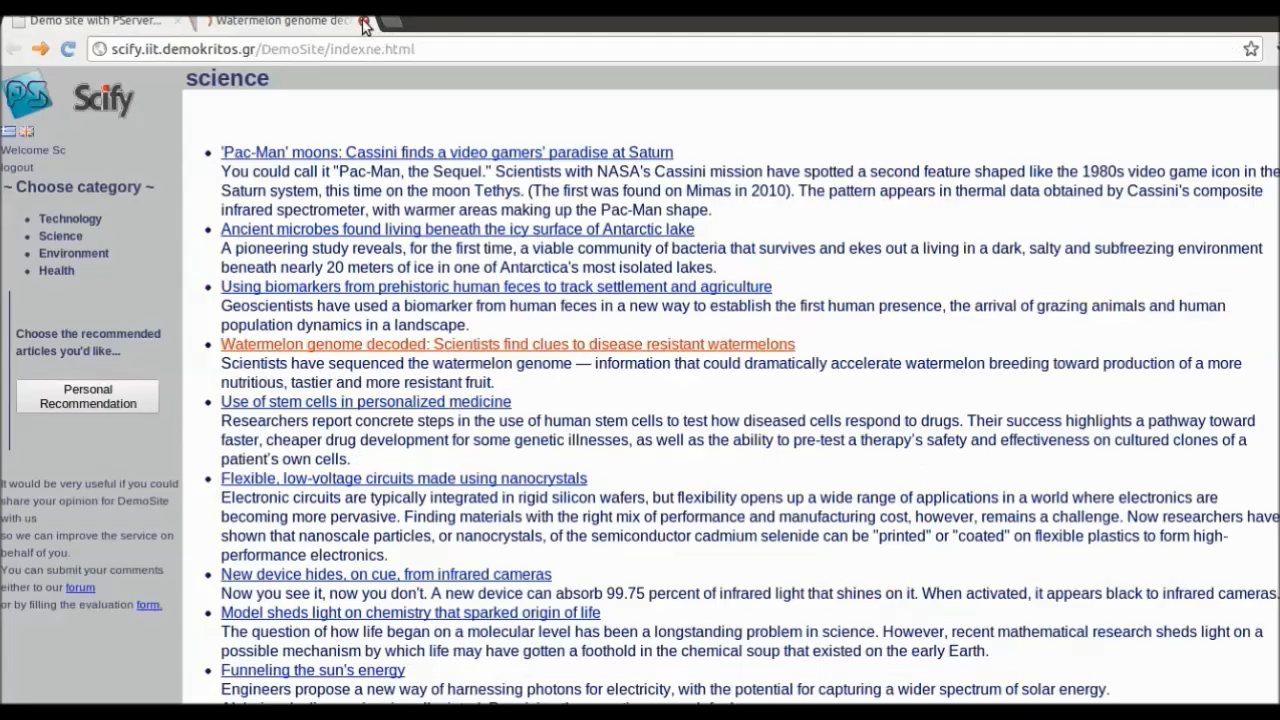 Demo site with PServer...
Watermelon genome dec
scify.iit.demokritos.gr/DemoSite/indexne.html
PS
Scify
Welcome Sc
logout
~ Choose category ~
Technology
Science
Environment
Health
Choose the recommended
articles you'd like...
Personal
Recommendation
It would be very useful if you could
share your opinion for DemoSite
with us
so we can improve the service on
behalf of you.
You can submit your comments
either to our forum
or by filling the evaluation form.
science
'Pac-Man' moons: Cassini finds a video gamers' paradise at Saturn
You could call it "Pac-Man, the Sequel." Scientists with NASA's Cassini mission have spotted a second feature shaped like the 1980s video game icon in the
Saturn system, this time on the moon Tethys. (The first was found on Mimas in 2010). The pattern appears in thermal data obtained by Cassini's composite
infrared spectrometer, with warmer areas making up the Pac-Man shape.
Ancient microbes found living beneath the icy surface of Antarctic lake
A pioneering study reveals, for the first time, a viable community of bacteria that survives and ekes out a living in a dark, salty and subfreezing environment
beneath nearly 20 meters of ice in one of Antarctica's most isolated lakes.
Using biomarkers from prehistoric human feces to track settlement and agriculture
Geoscientists have used a biomarker from human feces in a new way to establish the first human presence, the arrival of grazing animals and human
population dynamics in a landscape.
Watermelon genome decoded: Scientists find clues to disease resistant watermelons
Scientists have sequenced the watermelon genome — information that could dramatically accelerate watermelon breeding toward production of a more
nutritious, tastier and more resistant fruit.
Use of stem cells in personalized medicine
Researchers report concrete steps in the use of human stem cells to test how diseased cells respond to drugs. Their success highlights a pathway toward
faster, cheaper drug development for some genetic illnesses, as well as the ability to pre-test a therapy's safety and effectiveness on cultured clones of a
patient's own cells.
Flexible, low-voltage circuits made using nanocrystals
Electronic circuits are typically integrated in rigid silicon wafers, but flexibility opens up a wide range of applications in a world where electronics are
becoming more pervasive. Finding materials with the right mix of performance and manufacturing cost, however, remains a challenge. Now researchers have
shown that nanoscale particles, or nanocrystals, of the semiconductor cadmium selenide can be "printed" or "coated" on flexible plastics to form high-
performance electronics.
New device hides, on cue, from infrared cameras
Now you see it, now you don't. A new device can absorb 99.75 percent of infrared light that shines on it. When activated, it appears black to infrared cameras.
Model sheds light on chemistry that sparked origin of life
The question of how life began on a molecular level has been a longstanding problem in science. However, recent mathematical research sheds light on a
possible mechanism by which life may have gotten a foothold in the chemical soup that existed on the early Earth.
Funneling the sun's energy
Engineers propose a new way of harnessing photons for electricity, with the potential for capturing a wider spectrum of solar energy.